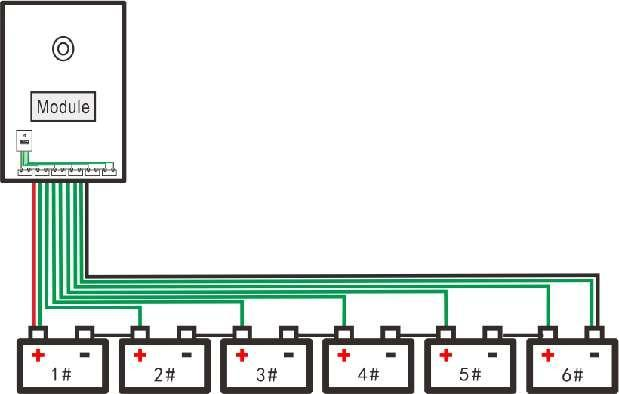 Module
+ - + - + - + - + - + -
1# 2# 3# 4# 5# 6#